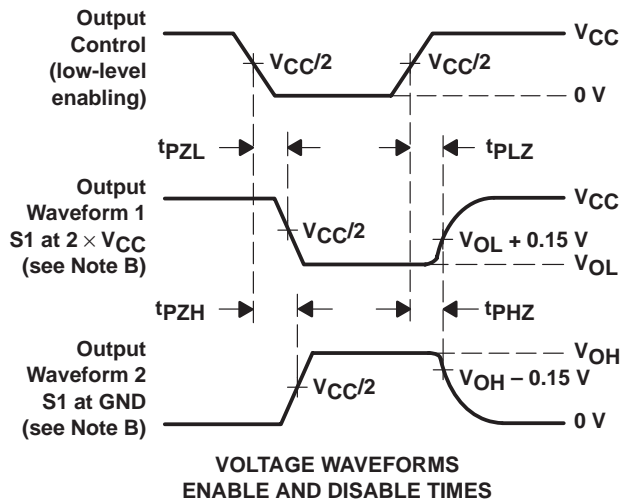 Output
Control
(low-level
enabling)
VCC/2
VCC/2
VCC
0 V
tPZL
tPLZ
Output
Waveform 1
S1 at 2 × VCC
(see Note B)
VCC/2
VCC
VOL + 0.15 V
VOL
tPZH
tPHZ
Output
Waveform 2
S1 at GND
(see Note B)
VCC/2
VOH
VOH − 0.15 V
0 V
VOLTAGE WAVEFORMS
ENABLE AND DISABLE TIMES